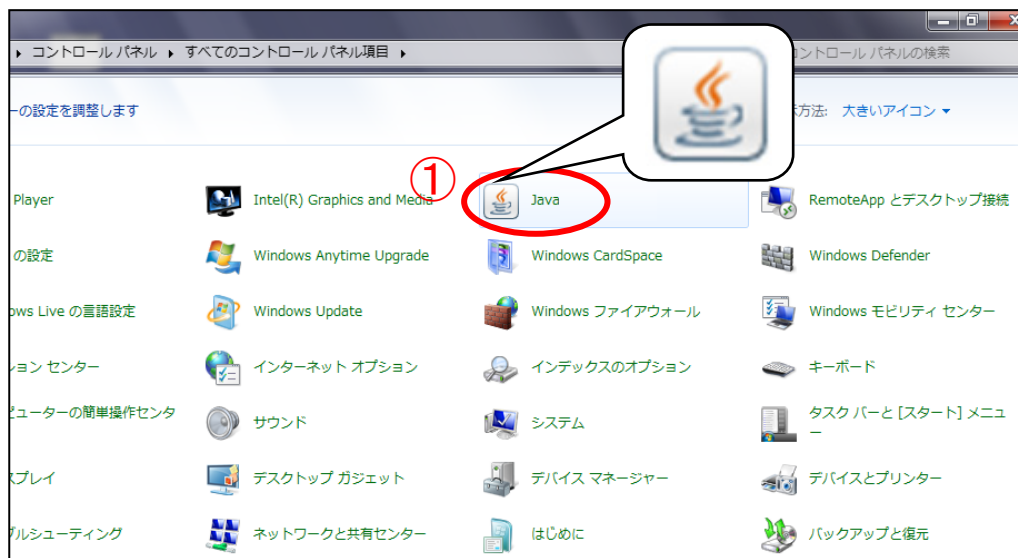 コントロール パネル ▸ すべてのコントロール パネル項目 ▸
コントロール パネルの検索
ーの設定を調整します
方法: 大きいアイコン ▾
①
Player
Intel(R) Graphics and Media
Java
RemoteApp とデスクトップ接続
の設定
Windows Anytime Upgrade
Windows CardSpace
Windows Defender
ows Live の言語設定
Windows Update
Windows ファイアウォール
Windows モビリティ センター
ション センター
インターネット オプション
インデックスのオプション
キーボード
ピューターの簡単操作センタ
サウンド
システム
タスク バーと [スタート] メニュ
ー
スプレイ
デスクトップ ガジェット
デバイス マネージャー
デバイスとプリンター
ブルシューティング
ネットワークと共有センター
はじめに
バックアップと復元